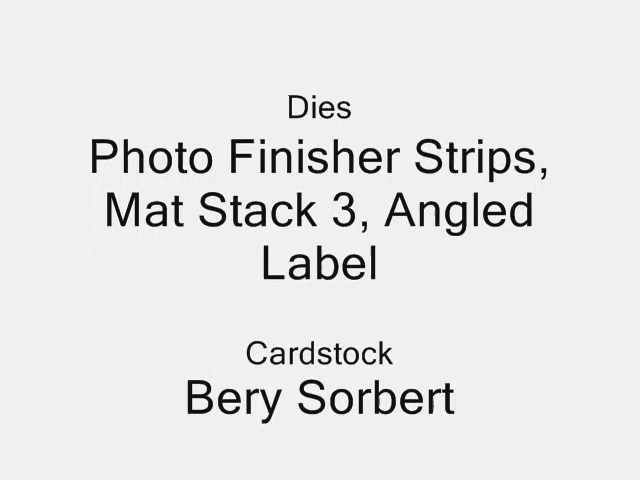 Dies
Photo Finisher Strips,
Mat Stack 3, Angled
Label
Cardstock
Bery Sorbert